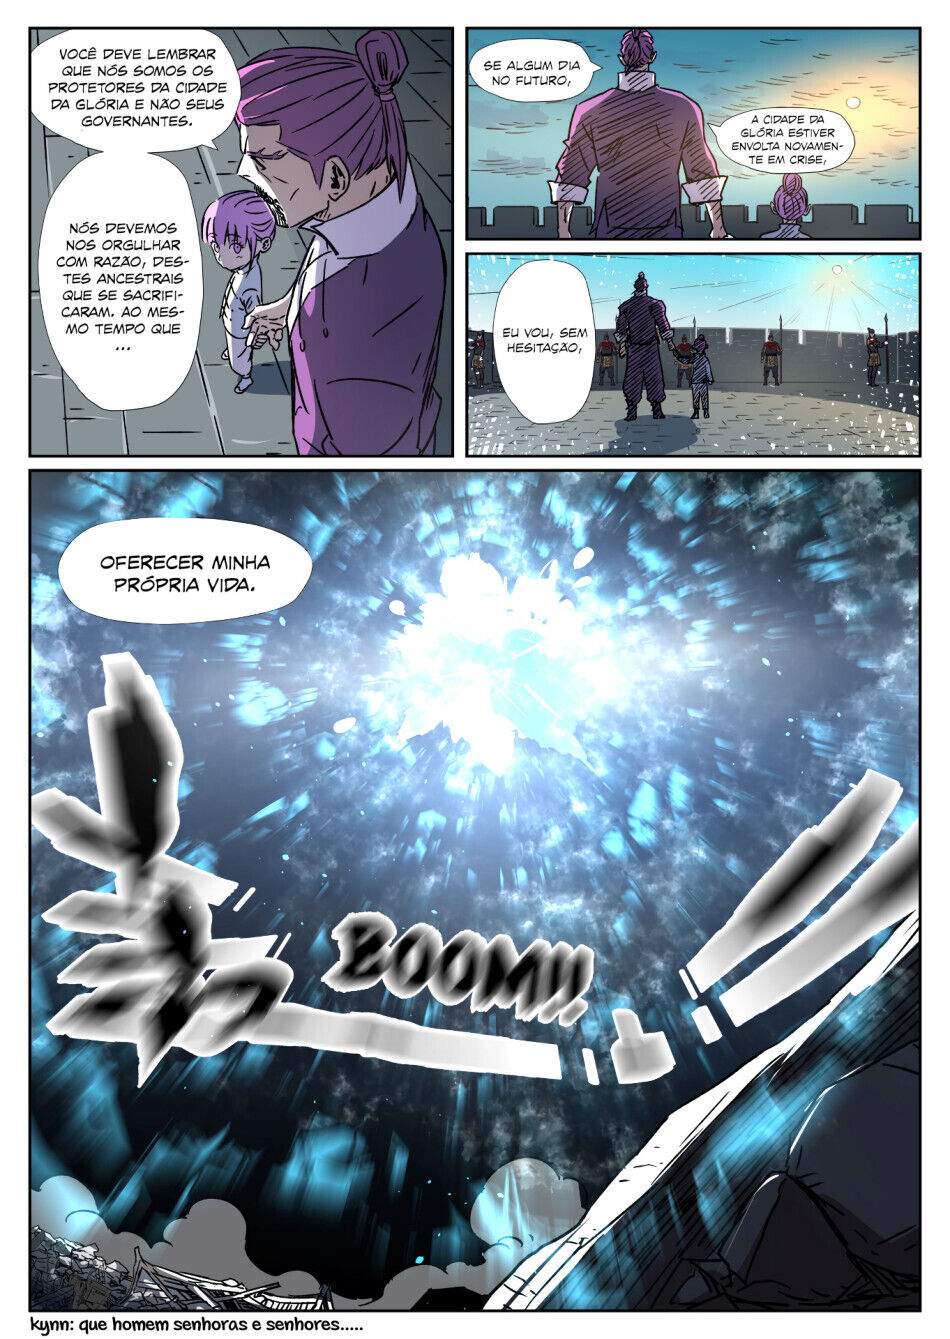 VOCÊ DEVE LEMBRAR
QUE NÓS SOMOS OS
PROTETORES DA CIDADE
DA GLÓRIA E NÃO SEUS
GOVERNANTES.
NÓS DEVEMOS
NOS ORGULHAR
COM RAZÃO, DES-
TES ANCESTRAIS
QUE SE SACRIFI-
CARAM. AO MES-
MO TEMPO QUE
...
SE ALGUM DIA
NO FUTURO,
A CIDADE DA
GLÓRIA ESTIVER
ENVOLTA NOVAMEN-
TE EM CRISE,
EU VOU, SEM
HESITAÇÃO,
OFERECER MINHA
PRÓPRIA VIDA.
BOOM!!
kynn: que homem senhoras e senhores.....